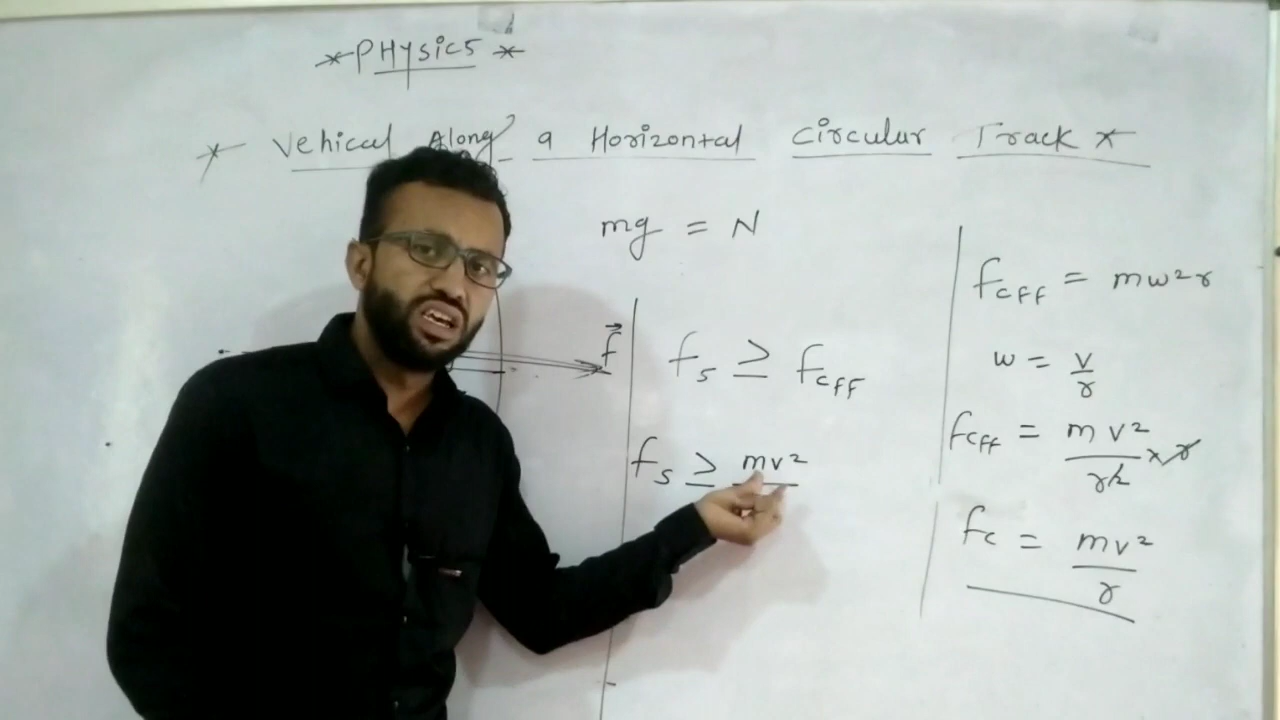 * PHYSICS *
* Vehical Along a Horizontal Circular Track *
mg = N
f⃗
fs ≥ fcff
fs ≥ mv²
fcff = mw²r
w = v/r
fcff = mv²/r² × r
fc = mv²/r